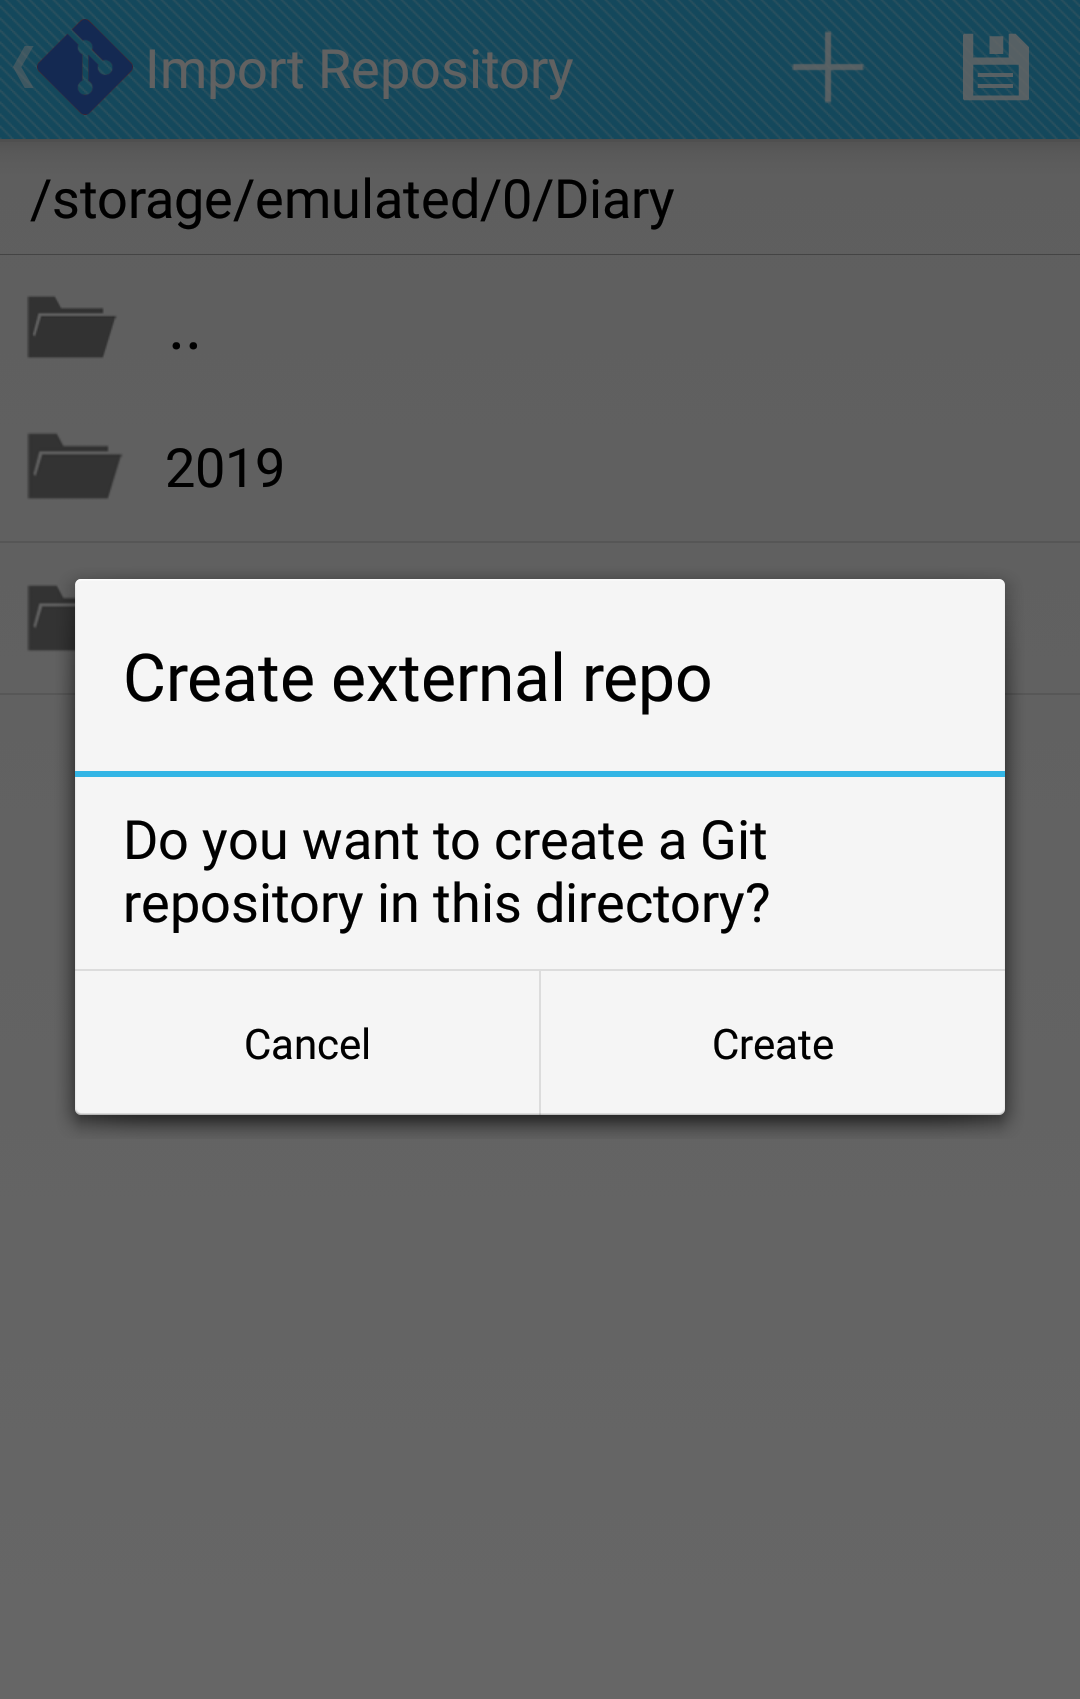 Import Repository
/storage/emulated/0/Diary
..
2019
Create external repo
Do you want to create a Git
repository in this directory?
Cancel
Create